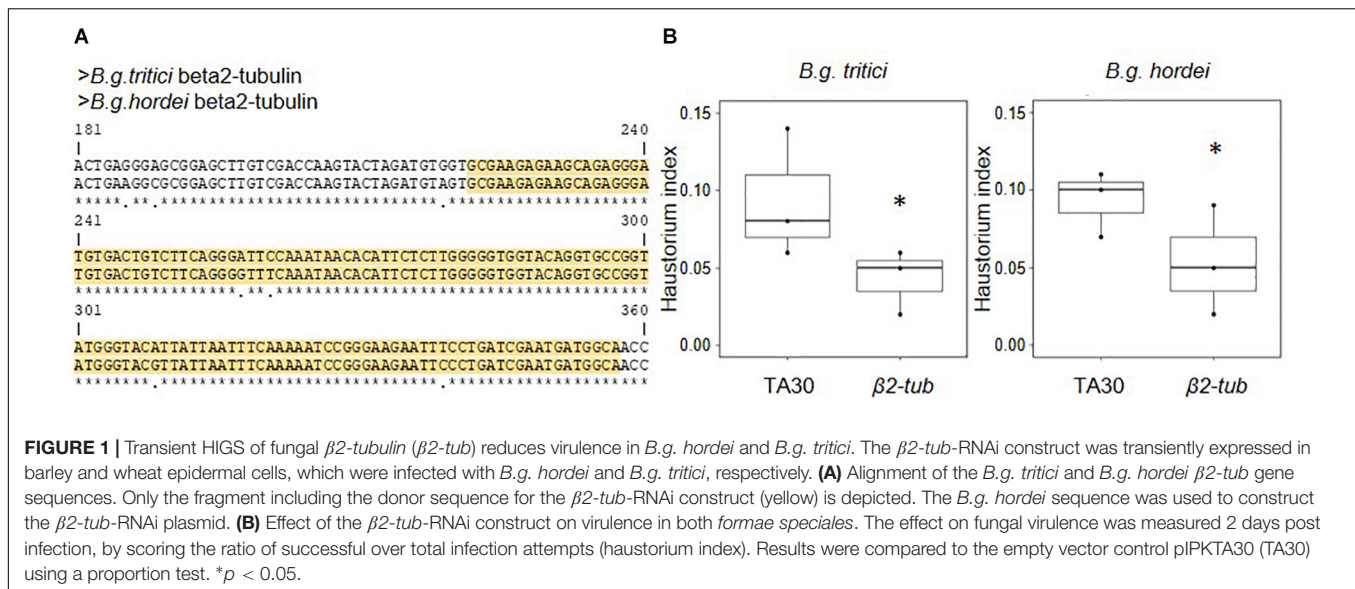 A
>B.g.tritici beta2-tubulin
>B.g.hordei beta2-tubulin
181 240
| |
ACTGAGGGAGCGGAGCTTGTCGACCAAGTACTAGATGTGGTGCGAAGAGAAGCAGAGGGA
ACTGAAGGCGCGGAGCTTGTCGACCAAGTACTAGATGTAGTGCGAAGAGAAGCAGAGGGA
*****.**.*****************************.*********************
241 300
| |
TGTGACTGTCTTCAGGGATTCCAAATAACACATTCTCTTGGGGGTGGTACAGGTGCCGGT
TGTGACTGTCTTCAGGGGTTTCAAATAACACATTCTCTTGGGGGTGGTACAGGTGCCGGT
*****************.**.***************************************
301 360
| |
ATGGGTACATTATTAATTTCAAAAATCCGGGAAGAATTTCCTGATCGAATGATGGCAACC
ATGGGTACGTTATTAATTTCAAAAATCCGGGAAGAATTCCCTGATCGAATGATGGCAACC
********.*****************************.*********************
B
B.g. tritici
Haustorium index
0.15
0.10
0.05
0.00
*
TA30 β2-tub
B.g. hordei
Haustorium index
0.15
0.10
0.05
0.00
*
TA30 β2-tub
FIGURE 1 | Transient HIGS of fungal β2-tubulin (β2-tub) reduces virulence in B.g. hordei and B.g. tritici. The β2-tub-RNAi construct was transiently expressed in
barley and wheat epidermal cells, which were infected with B.g. hordei and B.g. tritici, respectively. (A) Alignment of the B.g. tritici and B.g. hordei β2-tub gene
sequences. Only the fragment including the donor sequence for the β2-tub-RNAi construct (yellow) is depicted. The B.g. hordei sequence was used to construct
the β2-tub-RNAi plasmid. (B) Effect of the β2-tub-RNAi construct on virulence in both formae speciales. The effect on fungal virulence was measured 2 days post
infection, by scoring the ratio of successful over total infection attempts (haustorium index). Results were compared to the empty vector control pIPKTA30 (TA30)
using a proportion test. *p < 0.05.